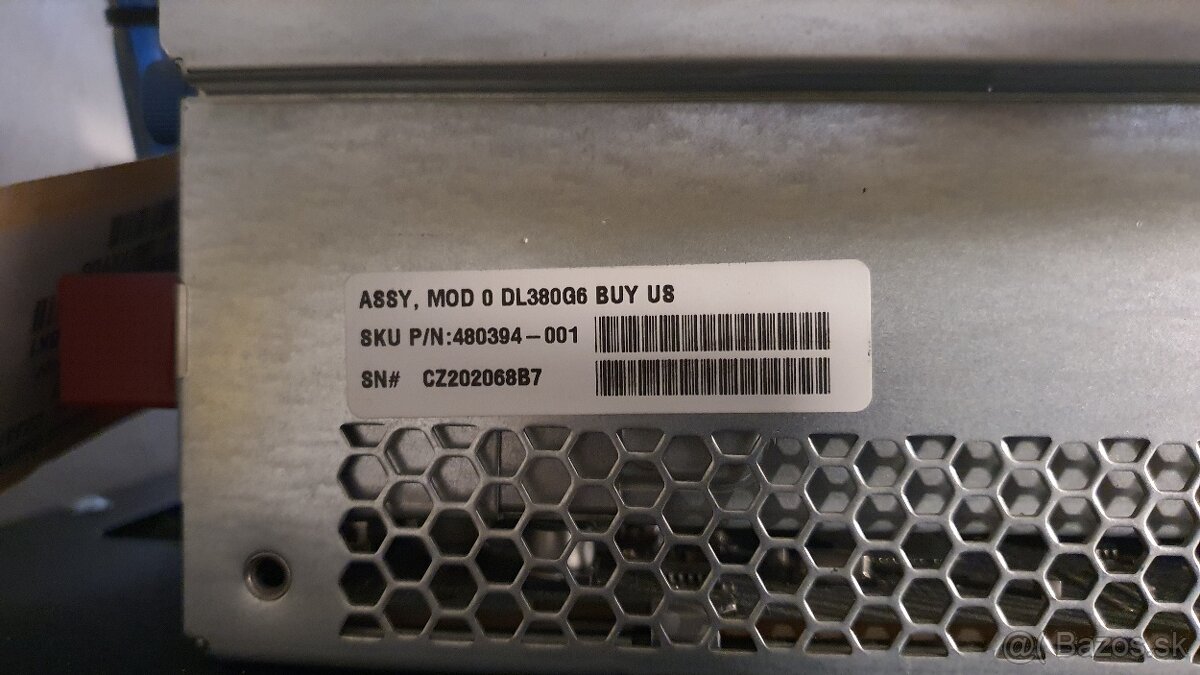 ASSY, MOD 0 DL380G6 BUY US
SKU P/N:480394-001
SN# CZ202068B7
@ Bazos.sk